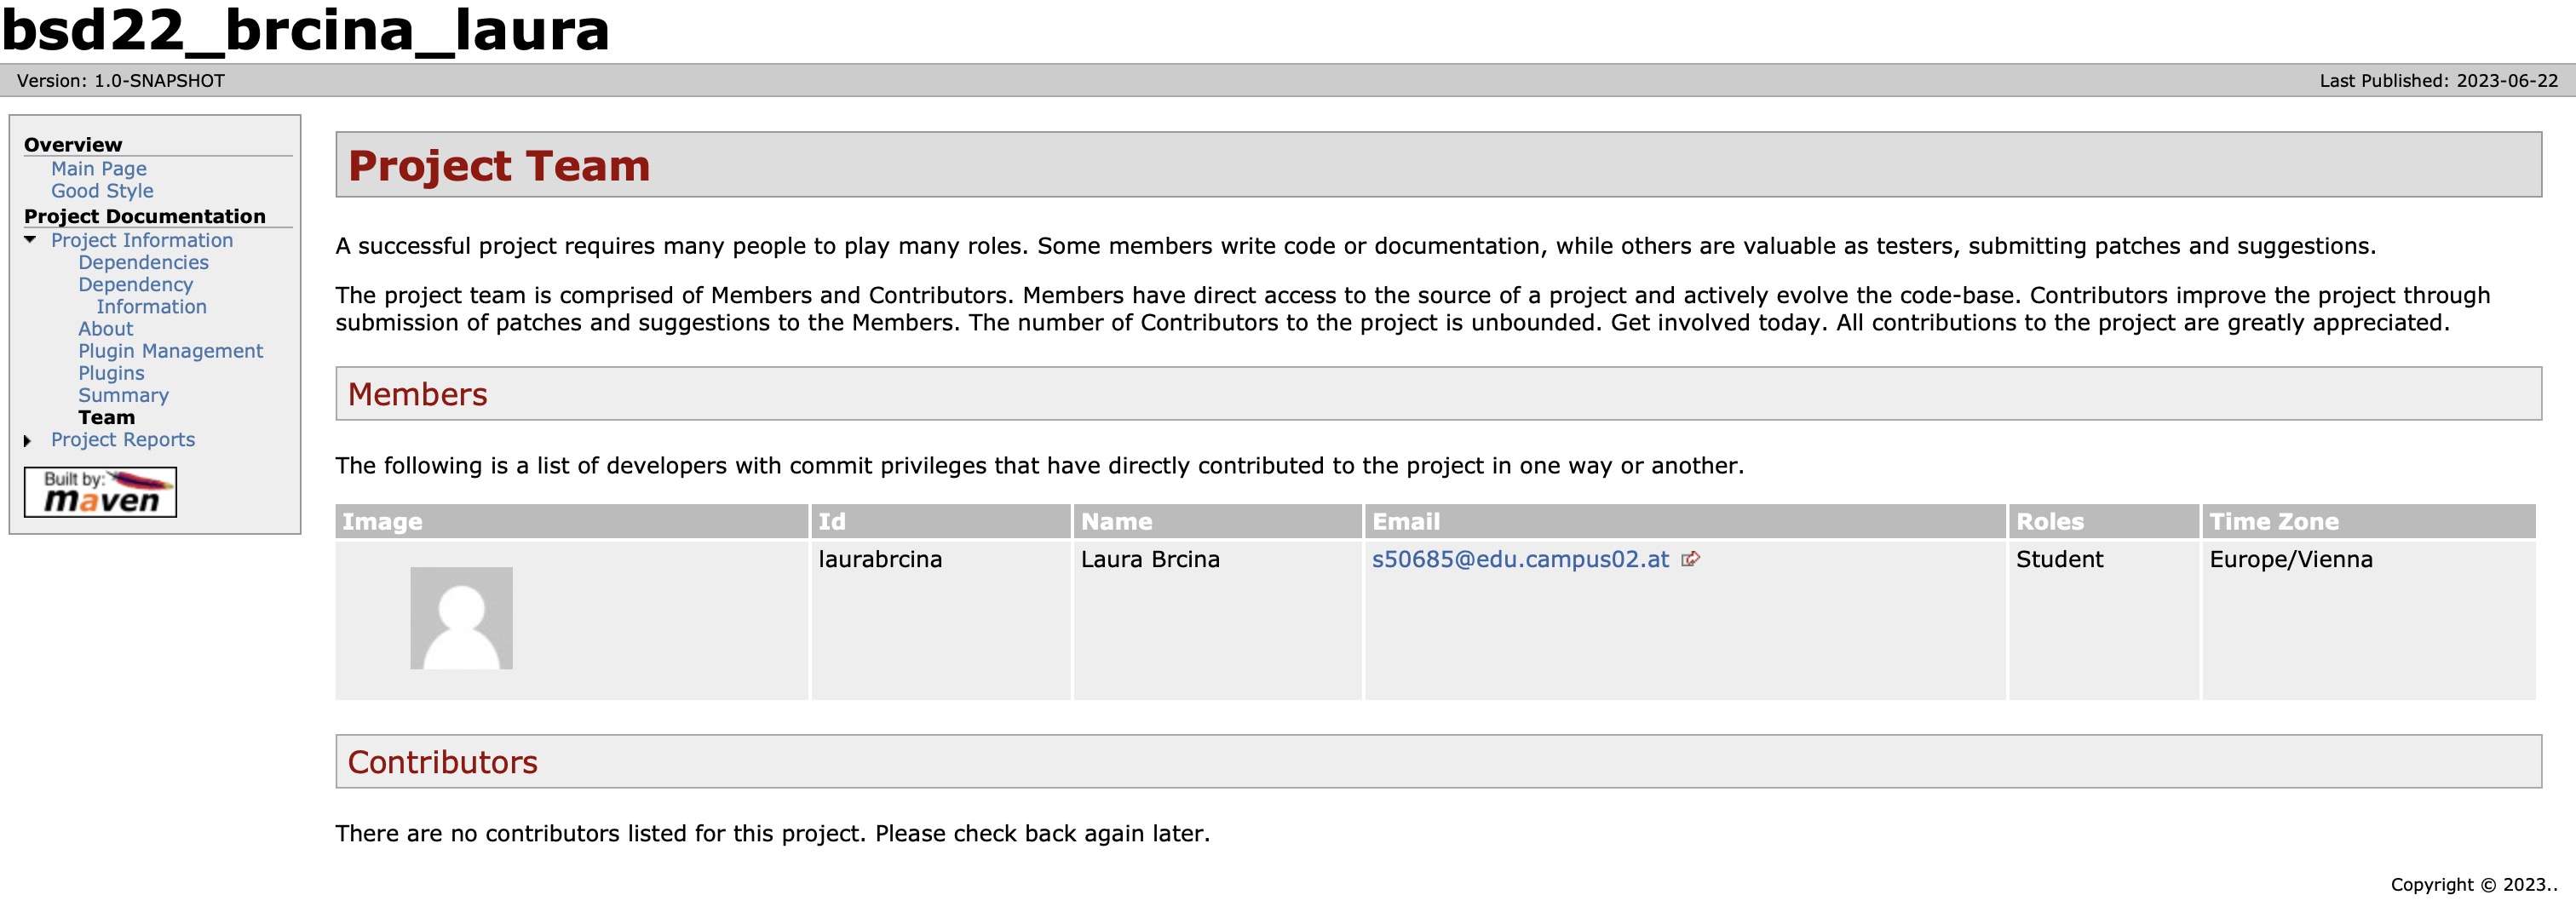 bsd22_brcina_laura
Version: 1.0-SNAPSHOT
Last Published: 2023-06-22
Overview
Main Page
Good Style
Project Documentation
Project Information
Dependencies
Dependency
Information
About
Plugin Management
Plugins
Summary
Team
Project Reports
Built by:
maven
Project Team
A successful project requires many people to play many roles. Some members write code or documentation, while others are valuable as testers, submitting patches and suggestions.
The project team is comprised of Members and Contributors. Members have direct access to the source of a project and actively evolve the code-base. Contributors improve the project through
submission of patches and suggestions to the Members. The number of Contributors to the project is unbounded. Get involved today. All contributions to the project are greatly appreciated.
Members
The following is a list of developers with commit privileges that have directly contributed to the project in one way or another.
Image Id Name Email Roles Time Zone
laurabrcina Laura Brcina s50685@edu.campus02.at Student Europe/Vienna
Contributors
There are no contributors listed for this project. Please check back again later.
Copyright © 2023..